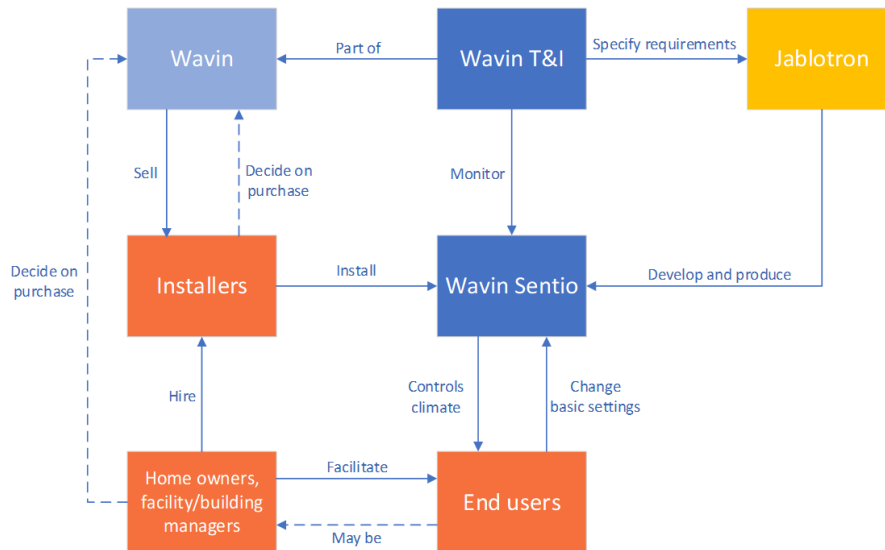 Wavin
Part of
Wavin T&I
Specify requirements
Jablotron
Sell
Decide on
purchase
Monitor
Decide on
purchase
Installers
Install
Wavin Sentio
Develop and produce
Hire
Controls
climate
Change
basic settings
Home owners,
facility/building
managers
Facilitate
End users
May be